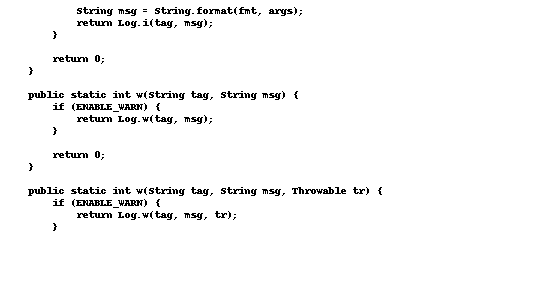 String msg = String.format(fmt, args);
        return Log.i(tag, msg);
    }

    return 0;
}

public static int w(String tag, String msg) {
    if (ENABLE_WARN) {
        return Log.w(tag, msg);
    }

    return 0;
}

public static int w(String tag, String msg, Throwable tr) {
    if (ENABLE_WARN) {
        return Log.w(tag, msg, tr);
    }